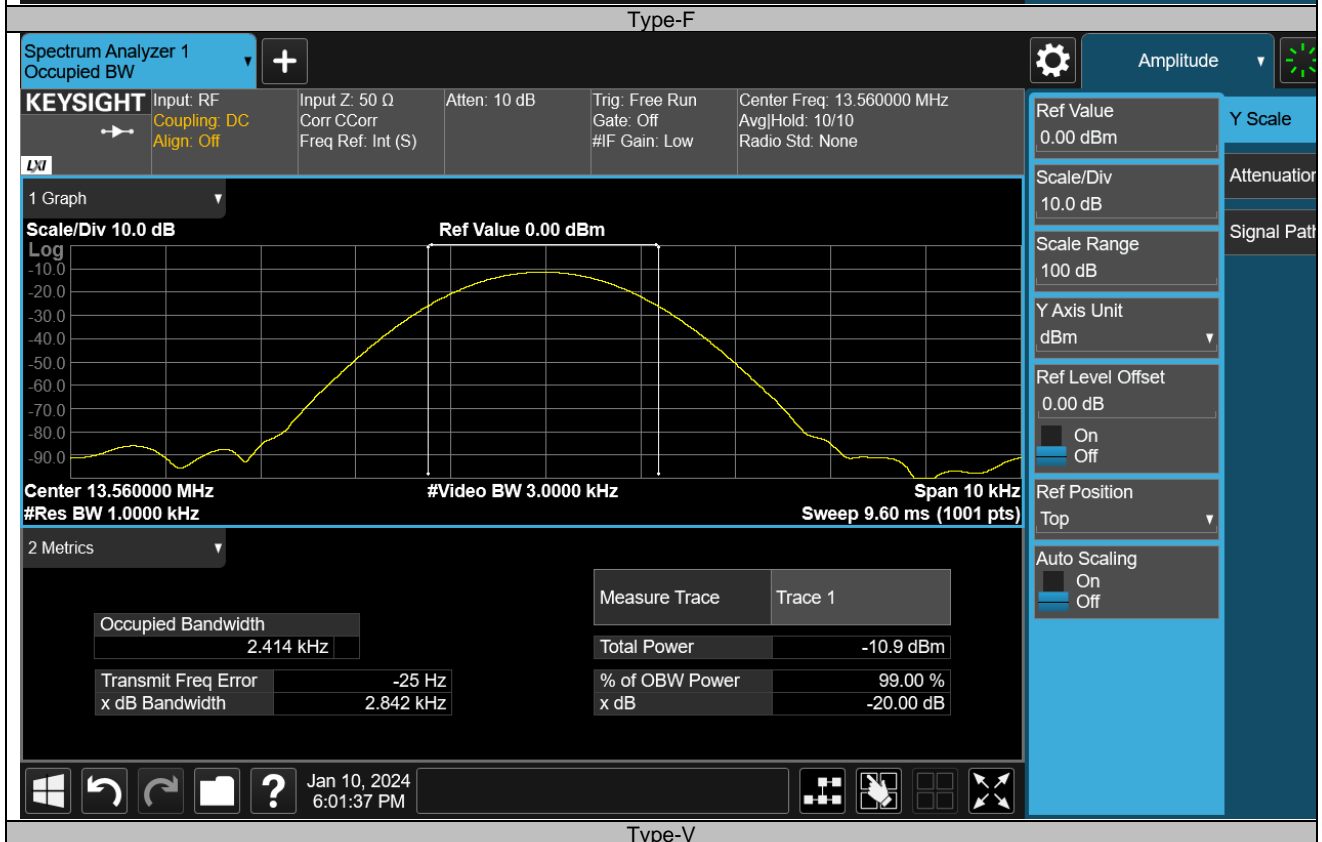 Type-F
Spectrum Analyzer 1
Occupied BW
Amplitude
KEYSIGHT
Input: RF
Coupling: DC
Align: Off
Input Z: 50 Ω
Corr CCorr
Freq Ref: Int (S)
Atten: 10 dB
Trig: Free Run
Gate: Off
#IF Gain: Low
Center Freq: 13.560000 MHz
Avg|Hold: 10/10
Radio Std: None
LXI
1 Graph
Scale/Div 10.0 dB
Ref Value 0.00 dBm
Log
-10.0
-20.0
-30.0
-40.0
-50.0
-60.0
-70.0
-80.0
-90.0
Center 13.560000 MHz
#Video BW 3.0000 kHz
Span 10 kHz
#Res BW 1.0000 kHz
Sweep 9.60 ms (1001 pts)
2 Metrics
Occupied Bandwidth
2.414 kHz
Transmit Freq Error -25 Hz
x dB Bandwidth 2.842 kHz
Measure Trace Trace 1
Total Power -10.9 dBm
% of OBW Power 99.00 %
x dB -20.00 dB
Ref Value
0.00 dBm
Scale/Div
10.0 dB
Scale Range
100 dB
Y Axis Unit
dBm
Ref Level Offset
0.00 dB
On
Off
Ref Position
Top
Auto Scaling
On
Off
Y Scale
Attenuation
Signal Path
?
Jan 10, 2024
6:01:37 PM
Type-V